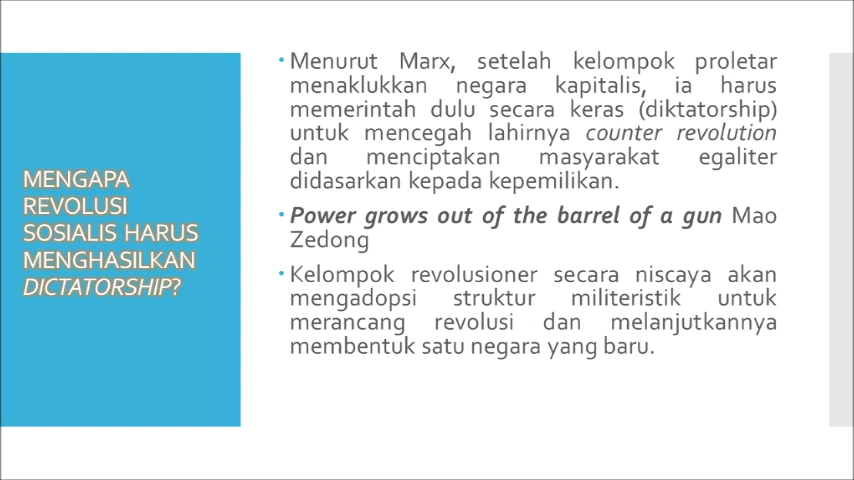 MENGAPA
REVOLUSI
SOSIALIS HARUS
MENGHASILKAN
DICTATORSHIP?
• Menurut Marx, setelah kelompok proletar
menaklukkan negara kapitalis, ia harus
memerintah dulu secara keras (diktatorship)
untuk mencegah lahirnya counter revolution
dan menciptakan masyarakat egaliter
didasarkan kepada kepemilikan.
• Power grows out of the barrel of a gun Mao
Zedong
• Kelompok revolusioner secara niscaya akan
mengadopsi struktur militeristik untuk
merancang revolusi dan melanjutkannya
membentuk satu negara yang baru.